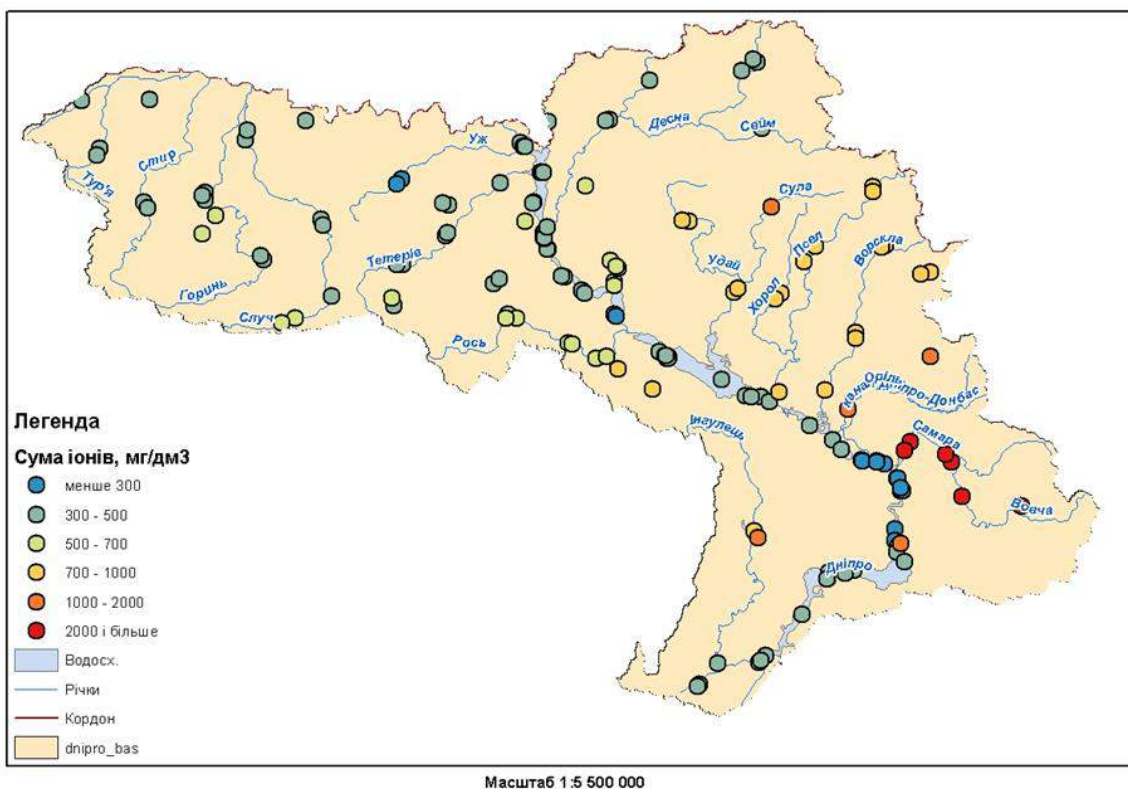 Десна
Сейм
Уж
Стир
Тур'я
Сула
Псел
Ворскла
Удай
Хорол
Тетерів
Горинь
Случ
Рось
Оріль
канал Дніпро-Донбас
Інгулець
Самара
Вовча
Дніпро
Легенда
Сума іонів, мг/дм3
менше 300
300 - 500
500 - 700
700 - 1000
1000 - 2000
2000 і більше
Водосх.
Річки
Кордон
dnipro_bas
Масштаб 1:5 500 000